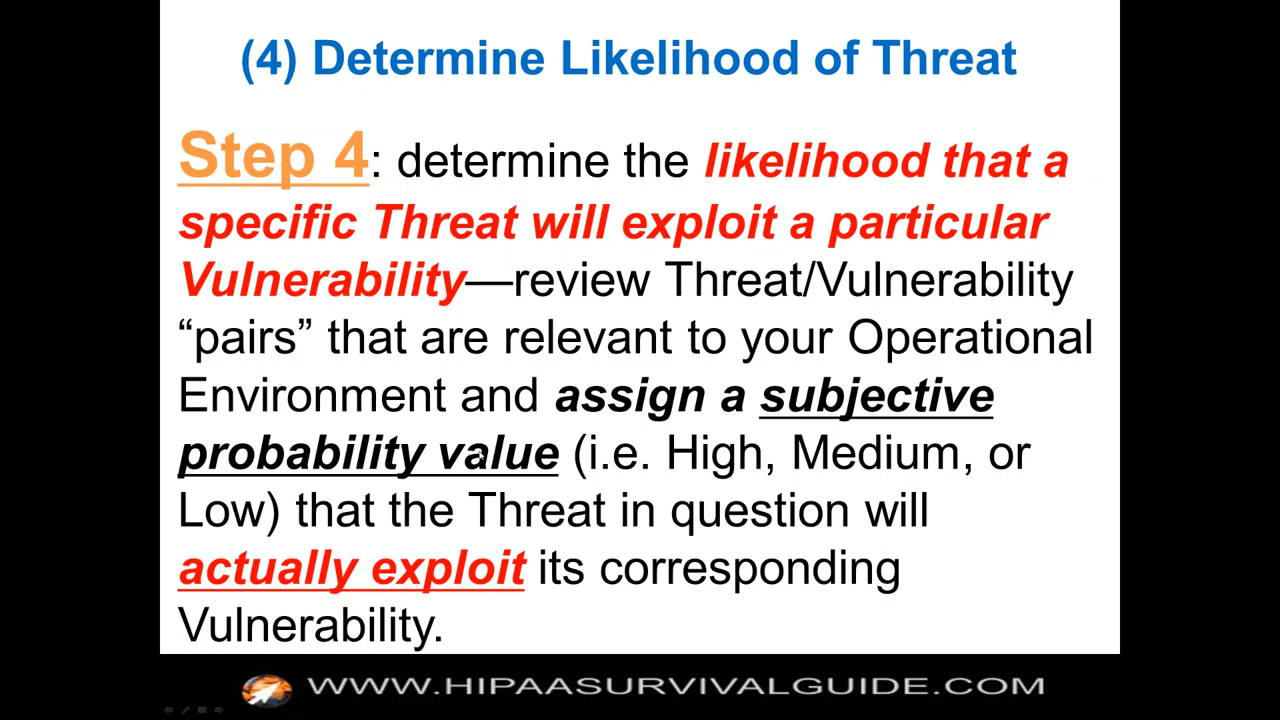 (4) Determine Likelihood of Threat
Step 4: determine the likelihood that a
specific Threat will exploit a particular
Vulnerability—review Threat/Vulnerability
“pairs” that are relevant to your Operational
Environment and assign a subjective
probability value (i.e. High, Medium, or
Low) that the Threat in question will
actually exploit its corresponding
Vulnerability.
WWW.HIPAASURVIVALGUIDE.COM